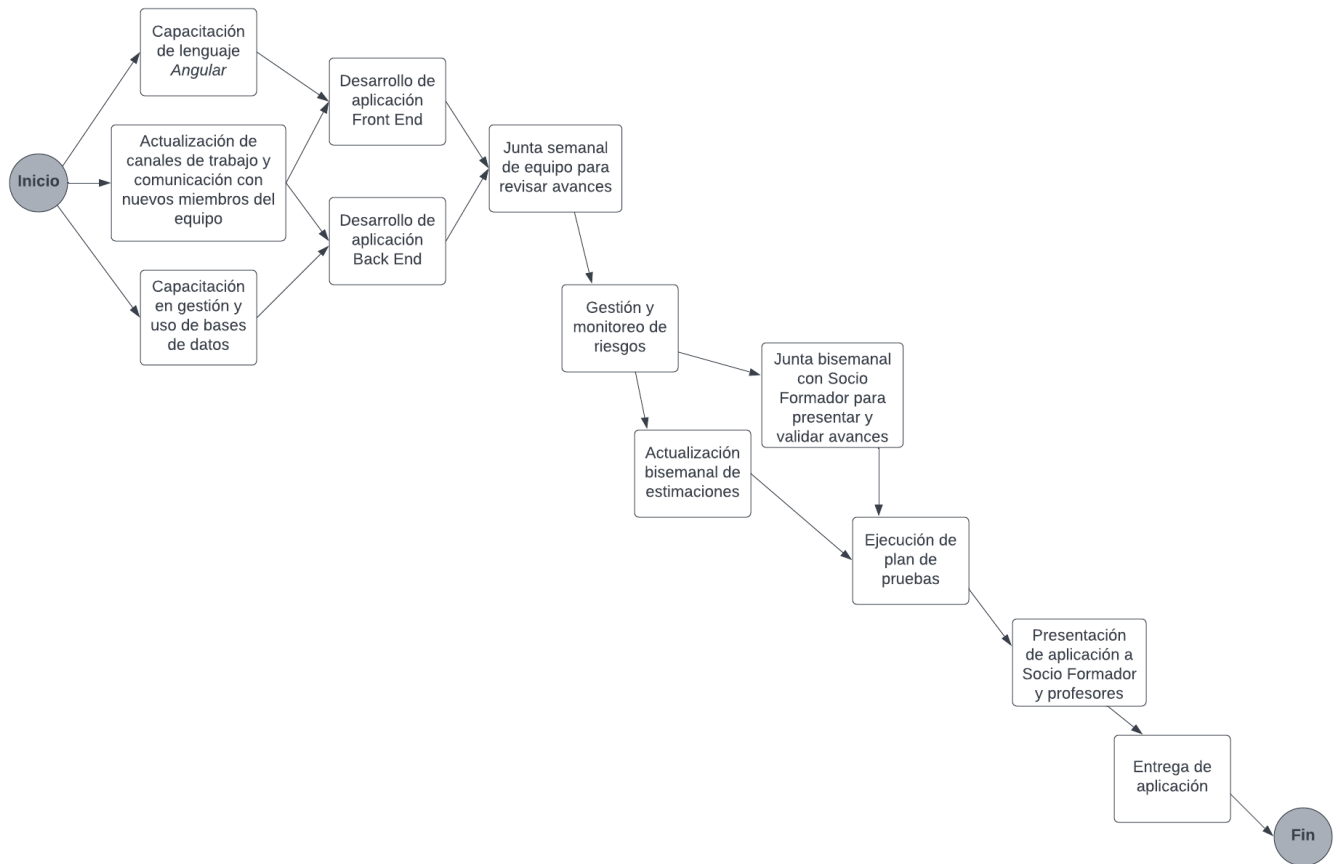 Capacitación
de lenguaje
Angular
Desarrollo de
aplicación
Front End
Actualización de
canales de trabajo y
comunicación con
nuevos miembros del
equipo
Inicio
Junta semanal
de equipo para
revisar avances
Desarrollo de
aplicación
Back End
Capacitación
en gestión y
uso de bases
de datos
Gestión y
monitoreo de
riesgos
Junta bisemanal
con Socio
Formador para
presentar y
validar avances
Actualización
bisemanal de
estimaciones
Ejecución de
plan de
pruebas
Presentación
de aplicación a
Socio Formador
y profesores
Entrega de
aplicación
Fin